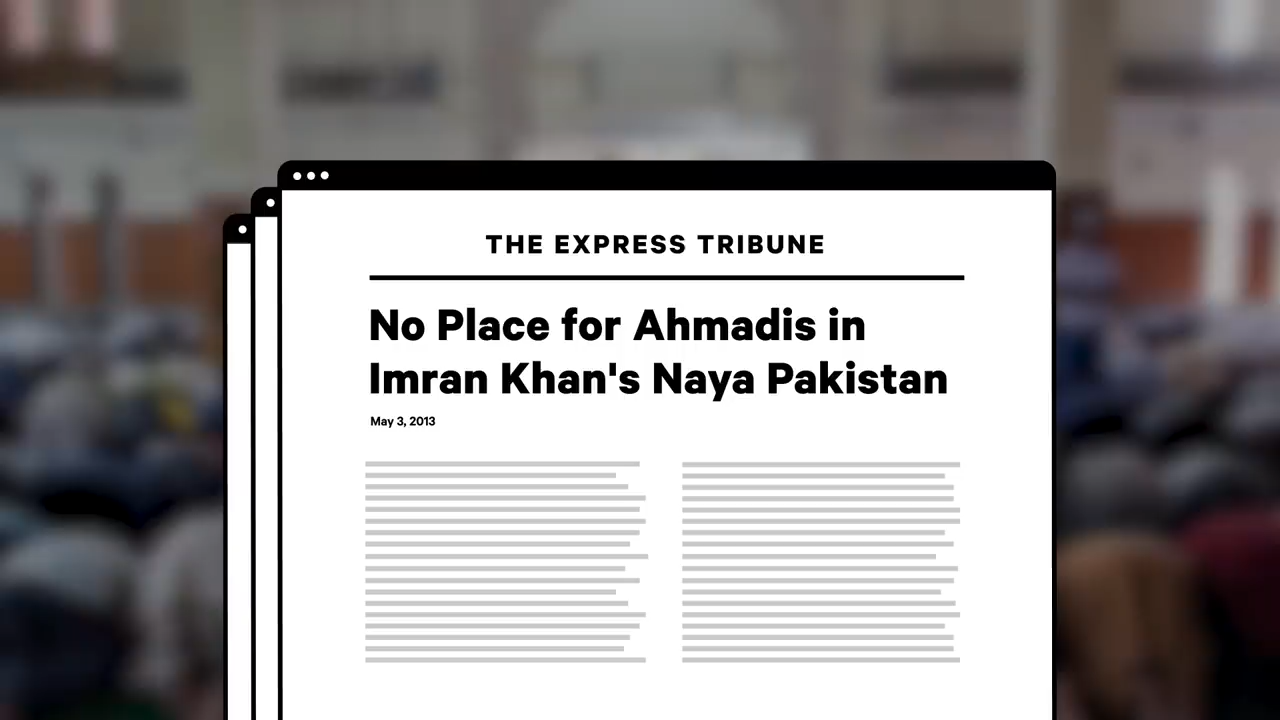 THE EXPRESS TRIBUNE
No Place for Ahmadis in
Imran Khan's Naya Pakistan
May 3, 2013